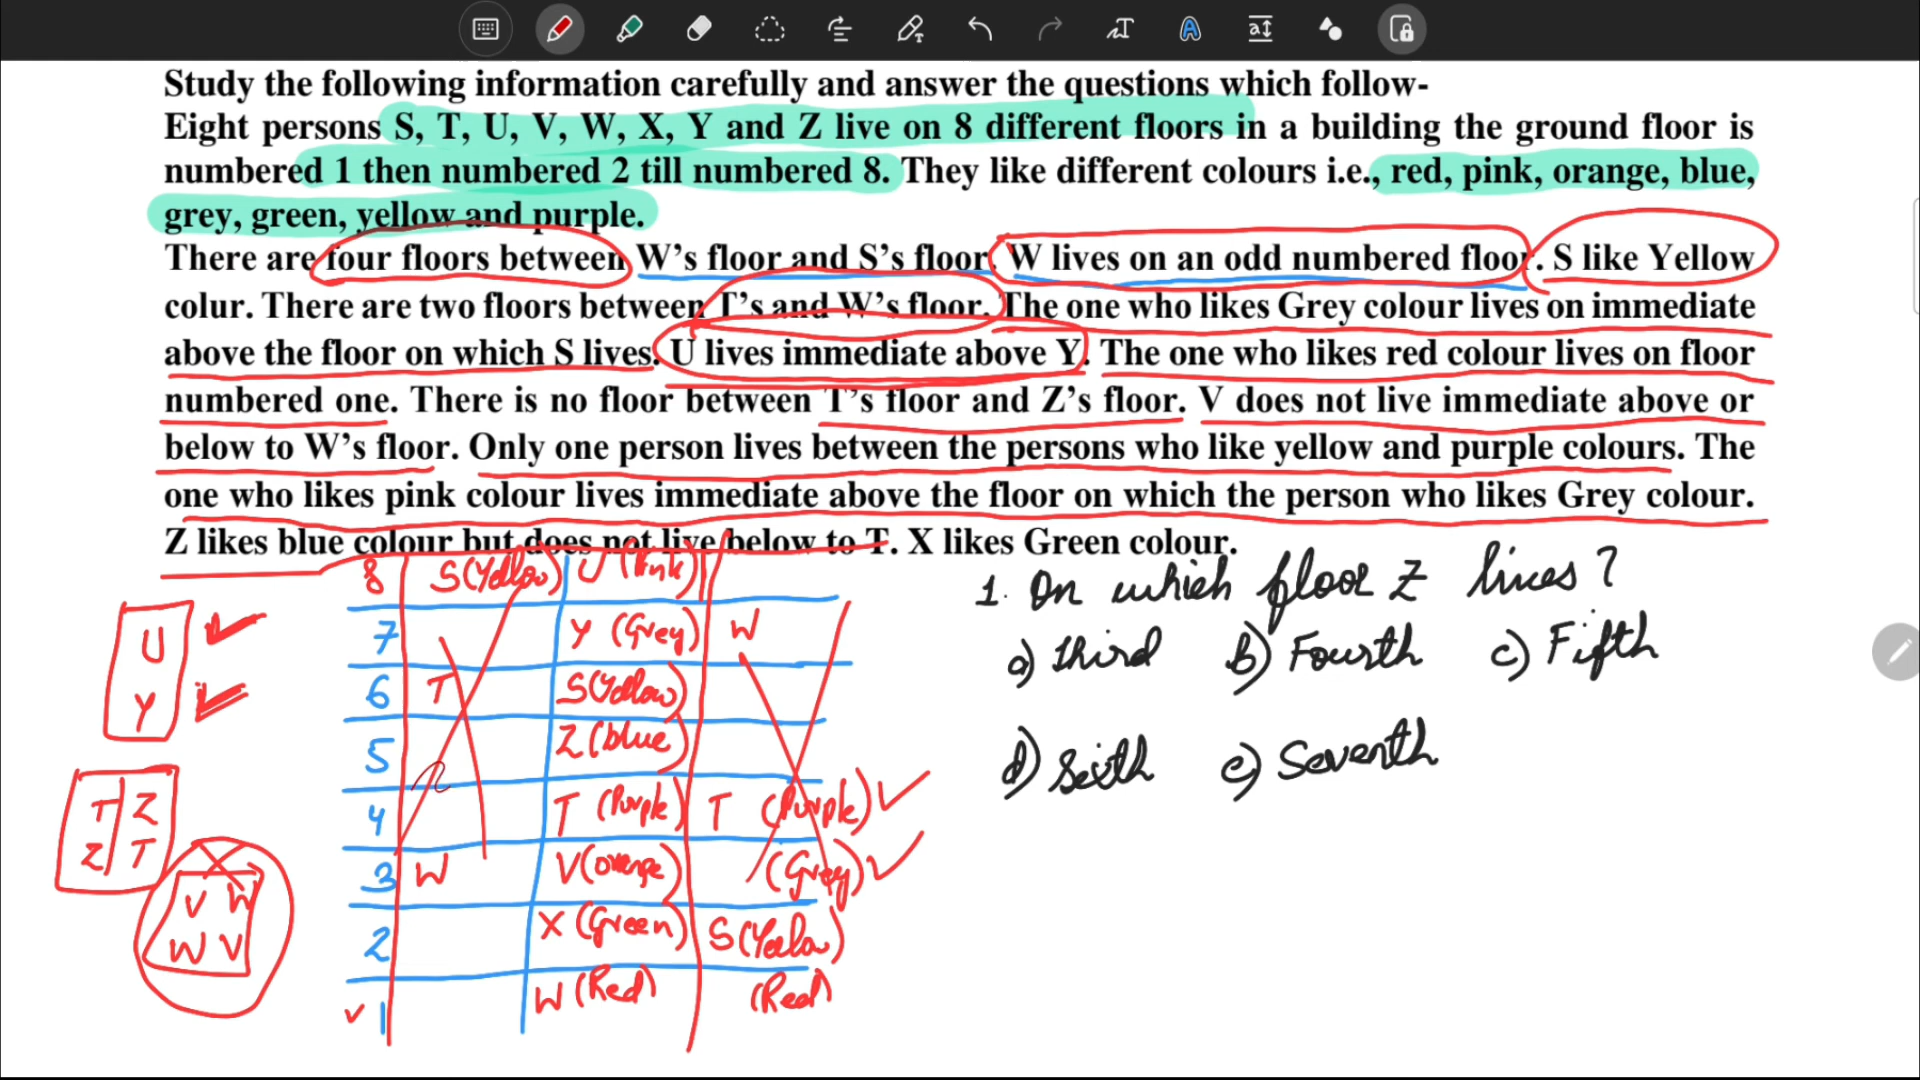 Study the following information carefully and answer the questions which follow-
Eight persons S, T, U, V, W, X, Y and Z live on 8 different floors in a building the ground floor is
numbered 1 then numbered 2 till numbered 8. They like different colours i.e., red, pink, orange, blue,
grey, green, yellow and purple.
There are four floors between W's floor and S's floor. W lives on an odd numbered floor. S like Yellow
colur. There are two floors between T's and W's floor. The one who likes Grey colour lives on immediate
above the floor on which S lives. U lives immediate above Y. The one who likes red colour lives on floor
numbered one. There is no floor between T's floor and Z's floor. V does not live immediate above or
below to W's floor. Only one person lives between the persons who like yellow and purple colours. The
one who likes pink colour lives immediate above the floor on which the person who likes Grey colour.
Z likes blue colour but does not live below to T. X likes Green colour.
8 S(Yellow) U (Pink)
7 Y (Grey) W
6 T S(Yellow)
5 Z (blue)
4 T (Purple) T (Purple)
3 W V(orange) (Grey)
2 X (Green) S(Yellow)
1 W (Red) (Red)
U
Y
T Z
Z T
V W
W V
1. On which floor Z lives?
a) third b) Fourth c) Fifth
d) Sixth e) Seventh